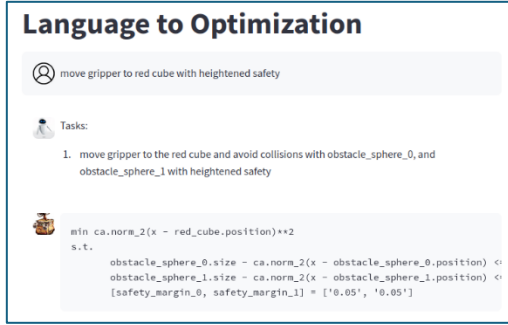 Language to Optimization
move gripper to red cube with heightened safety
Tasks:
1. move gripper to the red cube and avoid collisions with obstacle_sphere_0, and
obstacle_sphere_1 with heightened safety
min ca.norm_2(x - red_cube.position)**2
s.t.
obstacle_sphere_0.size - ca.norm_2(x - obstacle_sphere_0.position) <
obstacle_sphere_1.size - ca.norm_2(x - obstacle_sphere_1.position) <
[safety_margin_0, safety_margin_1] = ['0.05', '0.05']